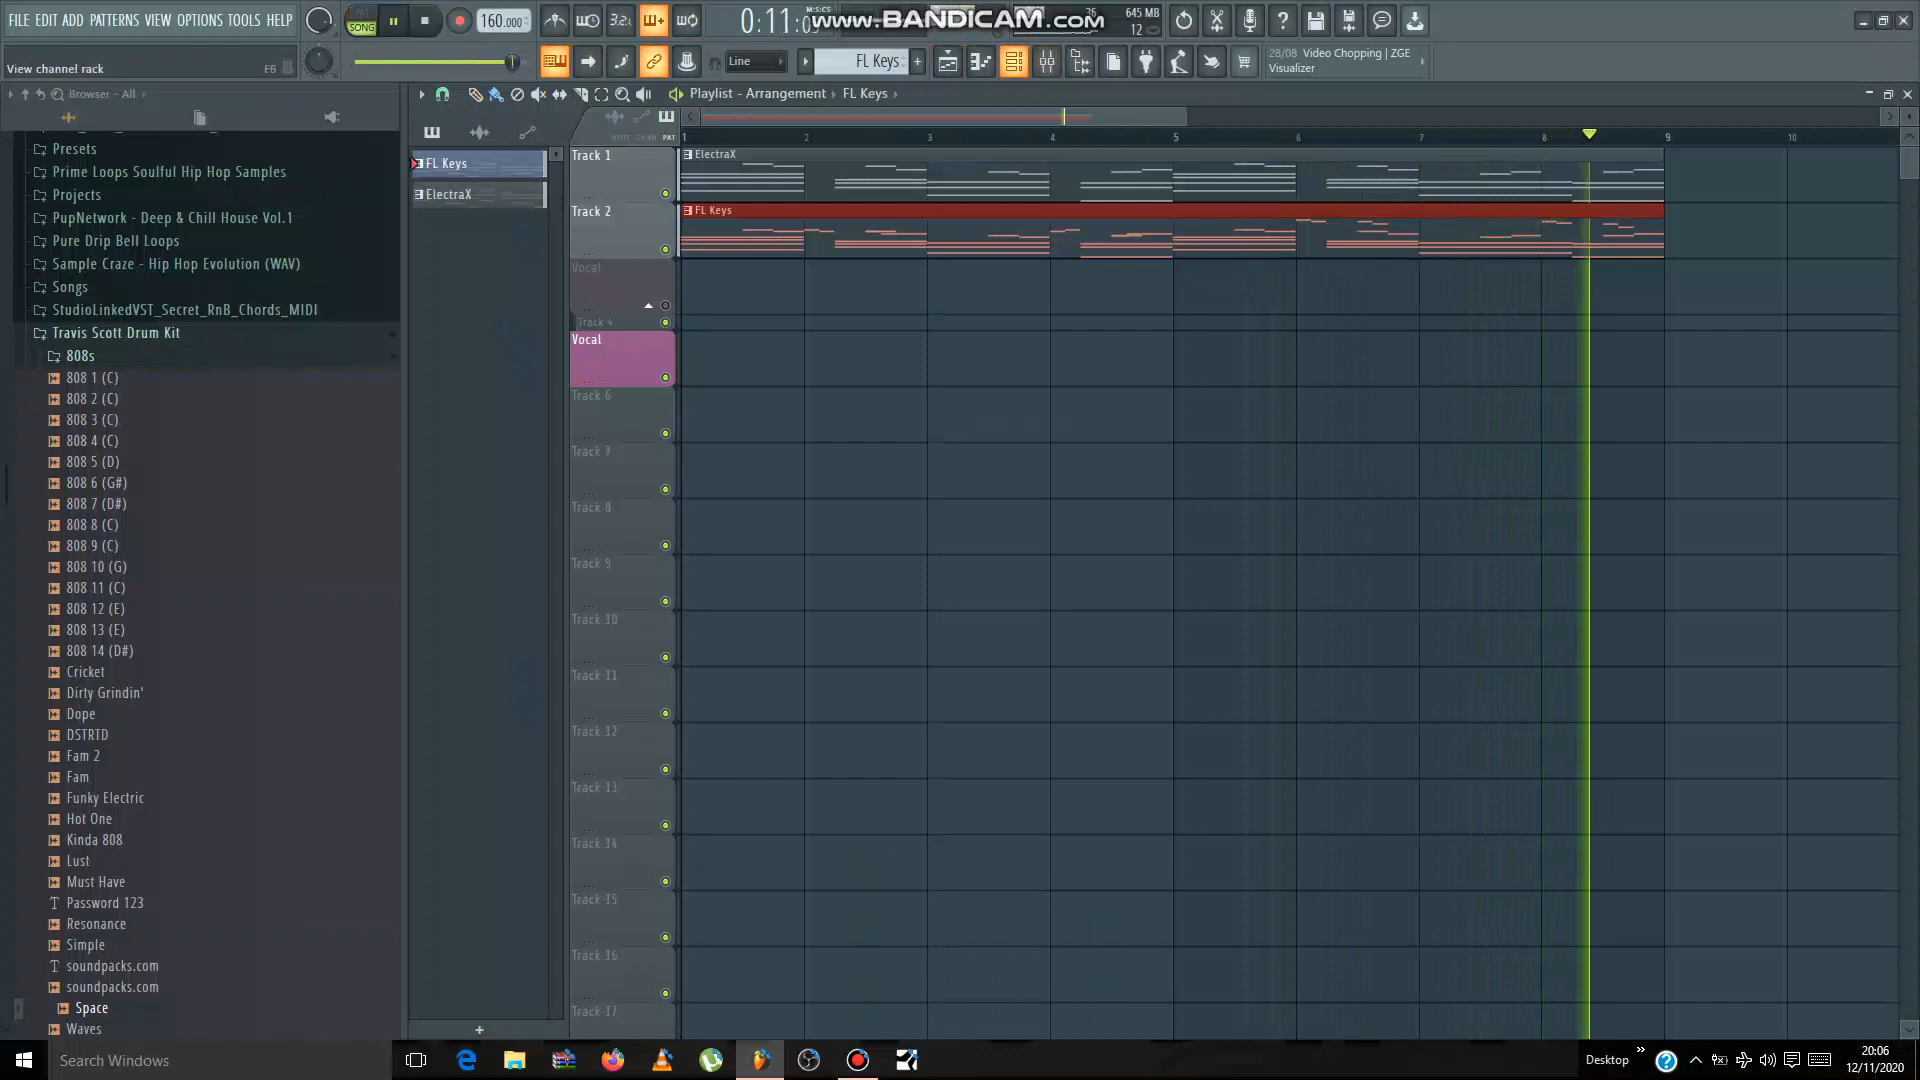 FILE EDIT ADD PATTERNS VIEW OPTIONS TOOLS HELP
SONG
160.000
3.2
0:11:0
M:S:CS
www.BANDICAM.com
36
645 MB
12
View channel rack
F6
Line
FL Keys
28/08 Video Chopping | ZGE
Visualizer
Browser - All
Playlist - Arrangement
FL Keys
NOTE CHAN PAT
1 2 3 4 5 6 7 8 9 10
Presets
Prime Loops Soulful Hip Hop Samples
Projects
PupNetwork - Deep & Chill House Vol.1
Pure Drip Bell Loops
Sample Craze - Hip Hop Evolution (WAV)
Songs
StudioLinkedVST_Secret_RnB_Chords_MIDI
Travis Scott Drum Kit
808s
808 1 (C)
808 2 (C)
808 3 (C)
808 4 (C)
808 5 (D)
808 6 (G#)
808 7 (D#)
808 8 (C)
808 9 (C)
808 10 (G)
808 11 (C)
808 12 (E)
808 13 (E)
808 14 (D#)
Cricket
Dirty Grindin'
Dope
DSTRTD
Fam 2
Fam
Funky Electric
Hot One
Kinda 808
Lust
Must Have
Password 123
Resonance
Simple
soundpacks.com
soundpacks.com
Space
Waves
FL Keys
ElectraX
Track 1
ElectraX
Track 2
FL Keys
Vocal
Track 4
Vocal
Track 6
Track 7
Track 8
Track 9
Track 10
Track 11
Track 12
Track 13
Track 14
Track 15
Track 16
Track 17
Search Windows
Desktop
20:06
12/11/2020